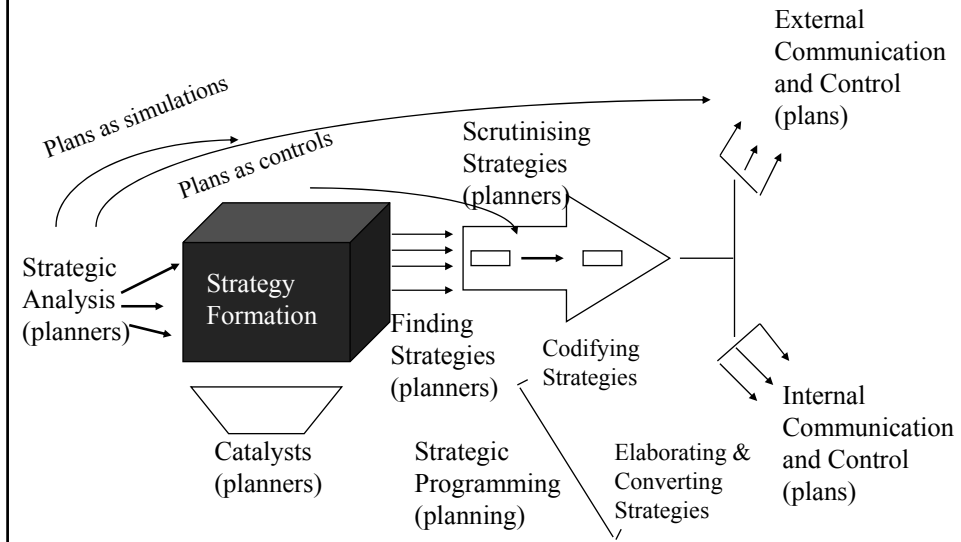 External
Communication
and Control
(plans)
Plans as simulations
Plans as controls
Scrutinising
Strategies
(planners)
Strategic
Analysis
(planners)
Strategy
Formation
Finding
Strategies
(planners)
Codifying
Strategies
Catalysts
(planners)
Strategic
Programming
(planning)
Elaborating &
Converting
Strategies
Internal
Communication
and Control
(plans)